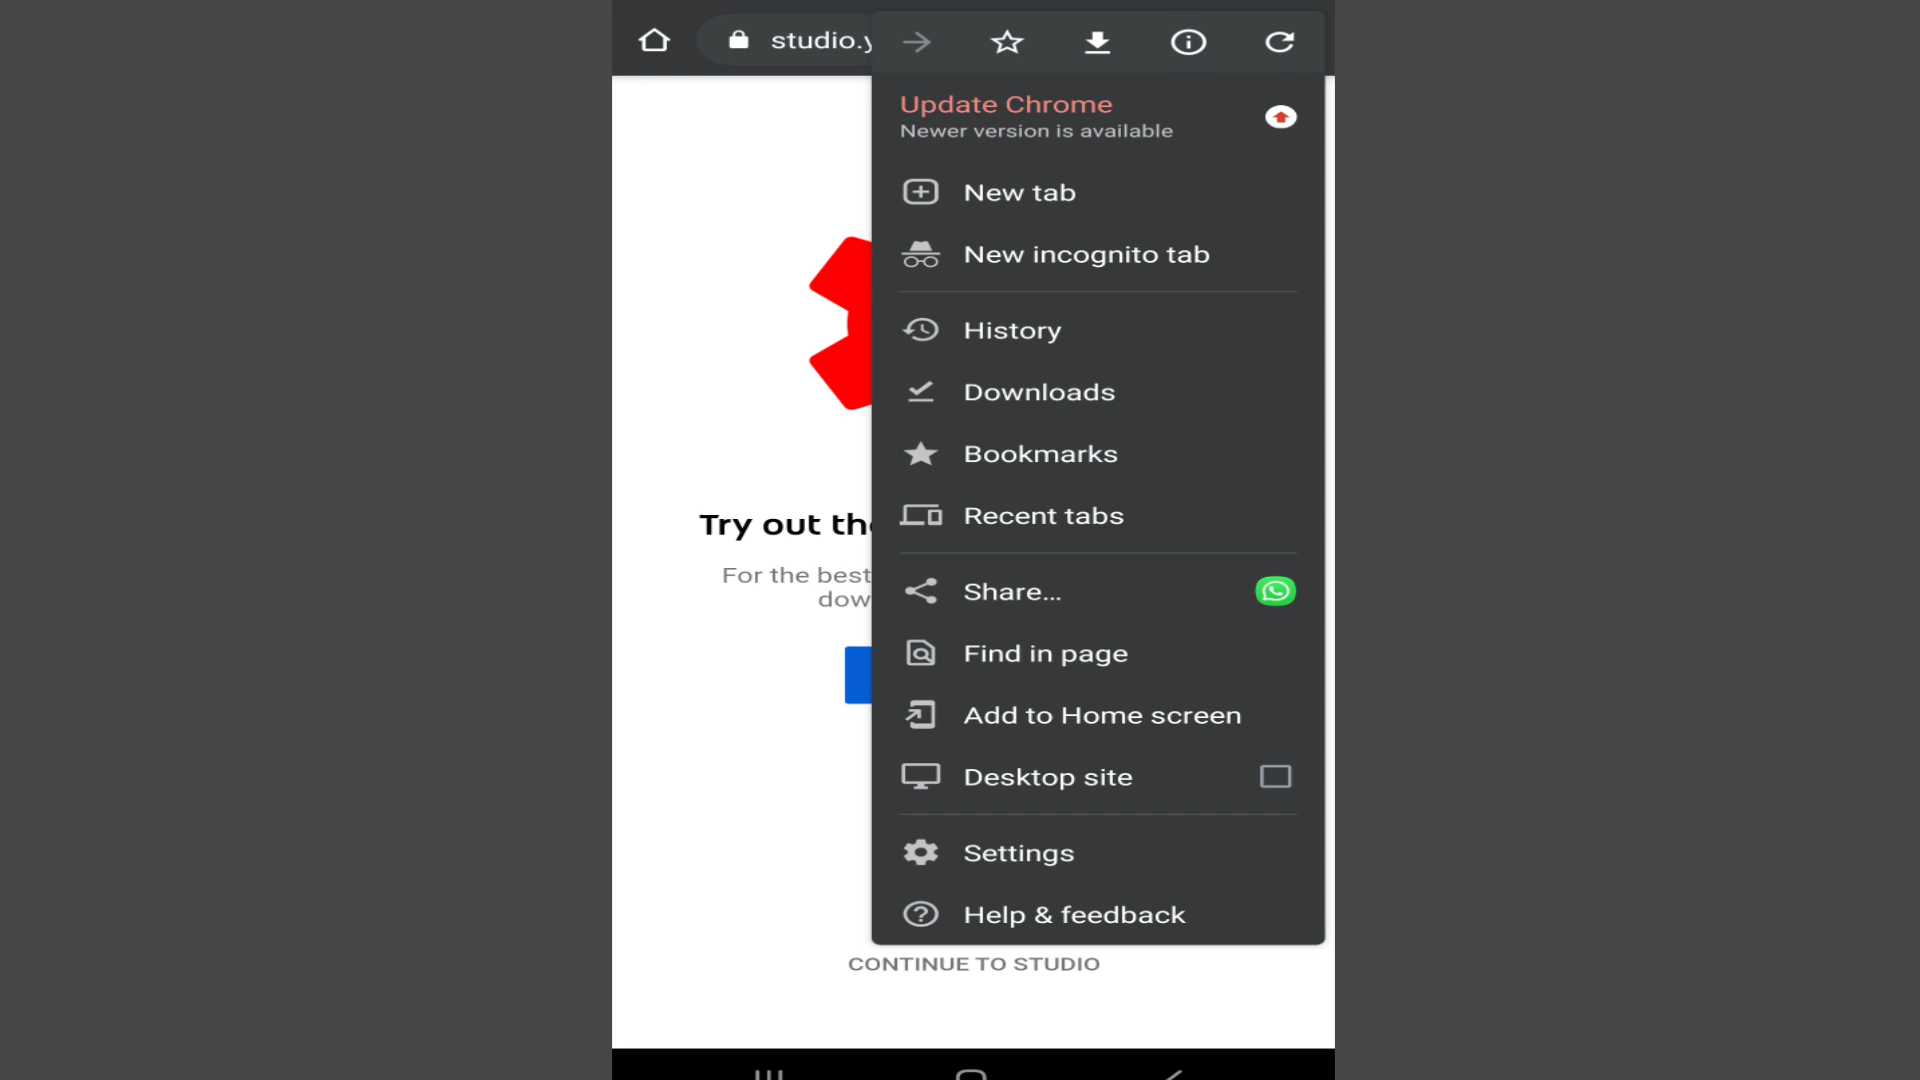 studio.y
Update Chrome
Newer version is available
New tab
New incognito tab
History
Downloads
Bookmarks
Recent tabs
Try out the
For the best
dow
Share...
Find in page
Add to Home screen
Desktop site
Settings
Help & feedback
CONTINUE TO STUDIO